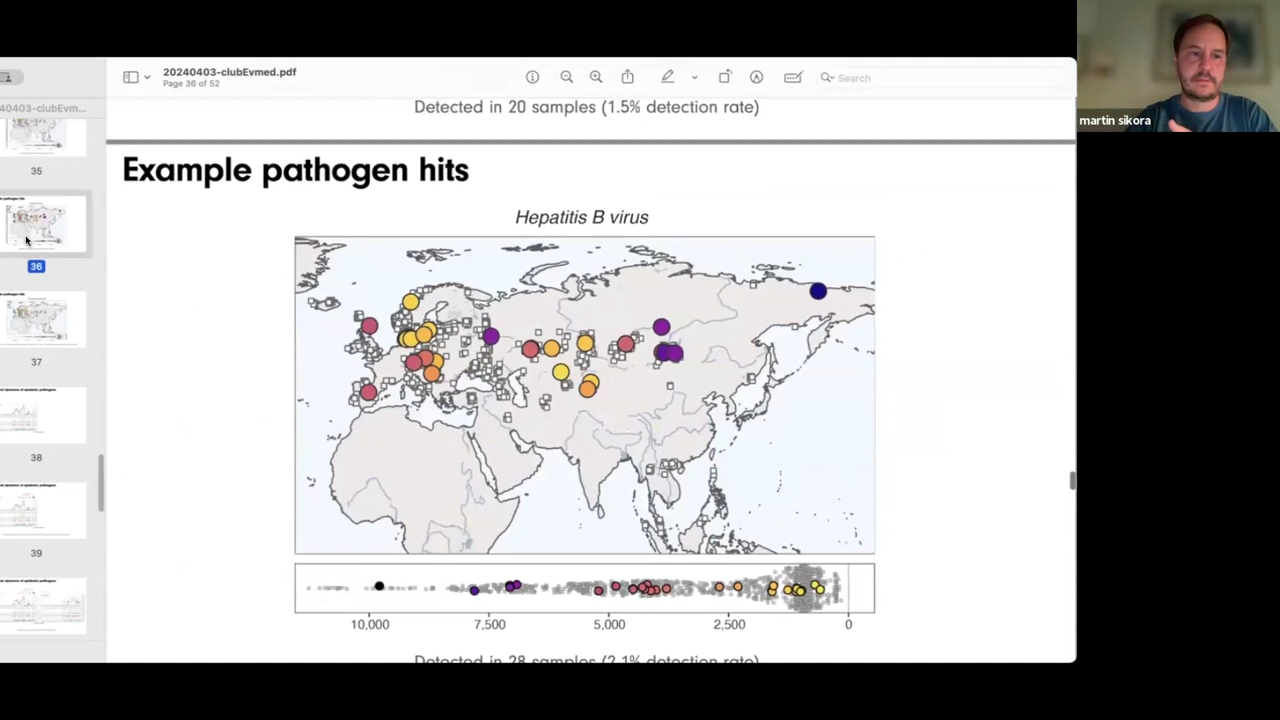 20240403-clubEvmed.pdf
Page 36 of 52
Search
martin sikora
40403-clubEvm...
35
36
37
38
39
Detected in 20 samples (1.5% detection rate)
Example pathogen hits
Hepatitis B virus
10,000 7,500 5,000 2,500 0
Detected in 28 samples (2.1% detection rate)